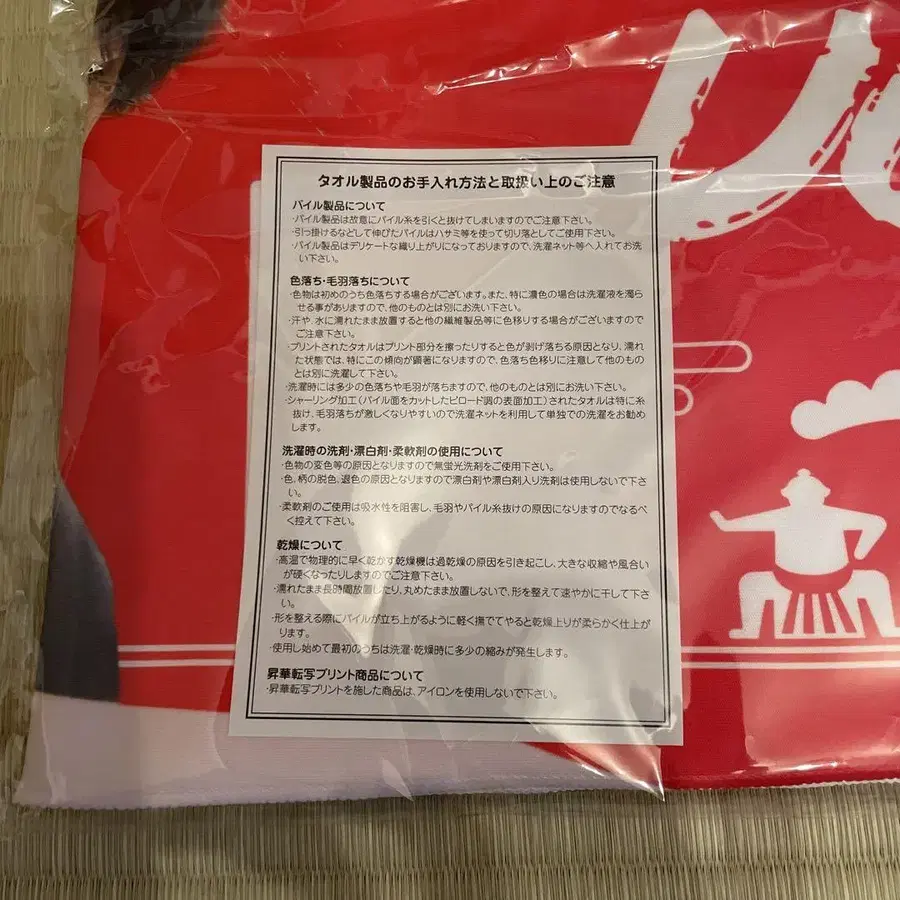 タオル製品のお手入れ方法と取扱い上のご注意
パイル製品について
・パイル製品は故意にパイル糸を引くと抜けてしまいますのでご注意下さい。
・引っ掛けるなどして伸びたパイルはハサミ等を使って切り落としてご使用下さい。
・パイル製品はデリケートな織り上がりになっておりますので、洗濯ネット等へ入れてお洗
い下さい。
色落ち・毛羽落ちについて
・色物は初めのうち色落ちする場合がございます。また、特に濃色の場合は洗濯液を濁ら
せる事がありますので、他のものとは別にお洗い下さい。
・汗や、水に濡れたまま放置すると他の繊維製品等に色移りする場合がございますので
ご注意下さい。
・プリントされたタオルはプリント部分を擦ったりすると色が剥げ落ちる原因となり、濡れ
た状態では、特にこの傾向が顕著になりますので、色落ち色移りに注意して他のもの
とは別に洗濯して下さい。
・洗濯時には多少の色落ちや毛羽が落ちますので、他のものとは別にお洗い下さい。
・シャーリング加工(パイル面をカットしたビロード調の表面加工)されたタオルは特に糸
抜け、毛羽落ちが激しくなりやすいので洗濯ネットを利用して単独での洗濯をお勧め
します。
洗濯時の洗剤・漂白剤・柔軟剤の使用について
・色物の変色等の原因となりますので無蛍光洗剤をご使用下さい。
・色、柄の脱色、退色の原因となりますので漂白剤や漂白剤入り洗剤は使用しないで下さ
い。
・柔軟剤のご使用は吸水性を阻害し、毛羽やパイル糸抜けの原因になりますのでなるべ
く控えて下さい。
乾燥について
・高温で物理的に早く乾かす乾燥機は過乾燥の原因を引き起こし、大きな収縮や風合い
が硬くなったりしますのでご注意下さい。
・濡れたまま長時間放置したり、丸めたまま放置しないで、形を整えて速やかに干して下さ
い。
・形を整える際にパイルが立ち上がるように軽く撫でてやると乾燥上りが柔らかく仕上が
ります。
・使用し始めて最初のうちは洗濯・乾燥時に多少の縮みが発生します。
昇華転写プリント商品について
・昇華転写プリントを施した商品は、アイロンを使用しないで下さい。